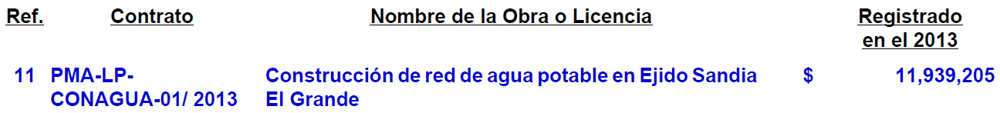 Ref. Contrato Nombre de la Obra o Licencia Registrado
en el 2013
11 PMA-LP- Construcción de red de agua potable en Ejido Sandia $ 11,939,205
CONAGUA-01/ 2013 El Grande